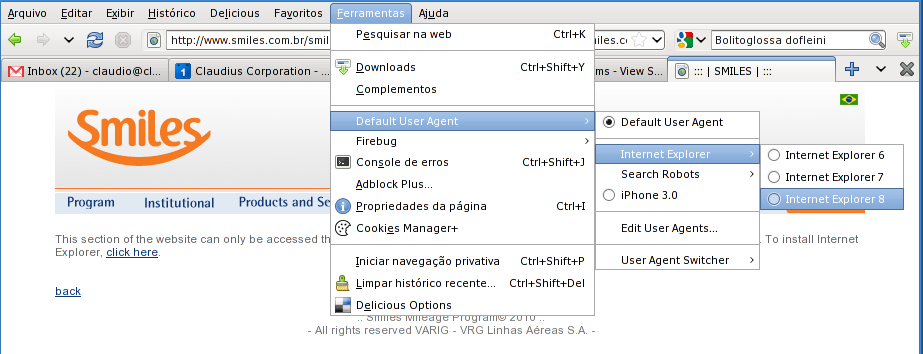 Arquivo Editar Exibir Histórico Delicious Favoritos Ferramentas Ajuda
http://www.smiles.com.br/smil
iles.c
Bolitoglossa dofleini
Inbox (22) - claudio@cl...
Claudius Corporation - ...
ms - View S...
::: | SMILES | :::
Pesquisar na web Ctrl+K
Downloads Ctrl+Shift+Y
Complementos
Default User Agent
Firebug
Console de erros Ctrl+Shift+J
Adblock Plus...
Propriedades da página Ctrl+I
Cookies Manager+
Iniciar navegação privativa Ctrl+Shift+P
Limpar histórico recente... Ctrl+Shift+Del
Delicious Options
Default User Agent
Internet Explorer
Search Robots
iPhone 3.0
Edit User Agents...
User Agent Switcher
Internet Explorer 6
Internet Explorer 7
Internet Explorer 8
Smiles
Program Institutional Products and Se
This section of the website can only be accessed th
. To install Internet
Explorer, click here.
back
.:: Smiles Mileage Program© 2010 ::.
- All rights reserved VARIG - VRG Linhas Aéreas S.A. -